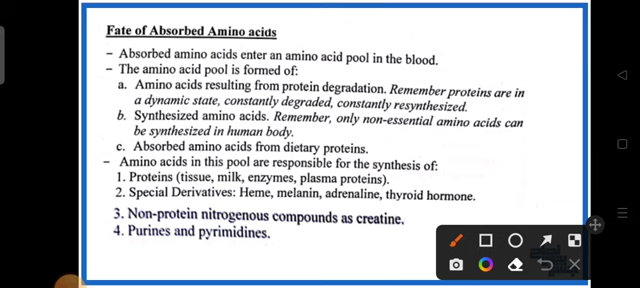 Fate of Absorbed Amino acids
– Absorbed amino acids enter an amino acid pool in the blood.
– The amino acid pool is formed of:
a. Amino acids resulting from protein degradation. Remember proteins are in
a dynamic state, constantly degraded, constantly resynthesized.
b. Synthesized amino acids. Remember, only non-essential amino acids can
be synthesized in human body.
c. Absorbed amino acids from dietary proteins.
– Amino acids in this pool are responsible for the synthesis of:
1. Proteins (tissue, milk, enzymes, plasma proteins).
2. Special Derivatives: Heme, melanin, adrenaline, thyroid hormone.
3. Non-protein nitrogenous compounds as creatine.
4. Purines and pyrimidines.